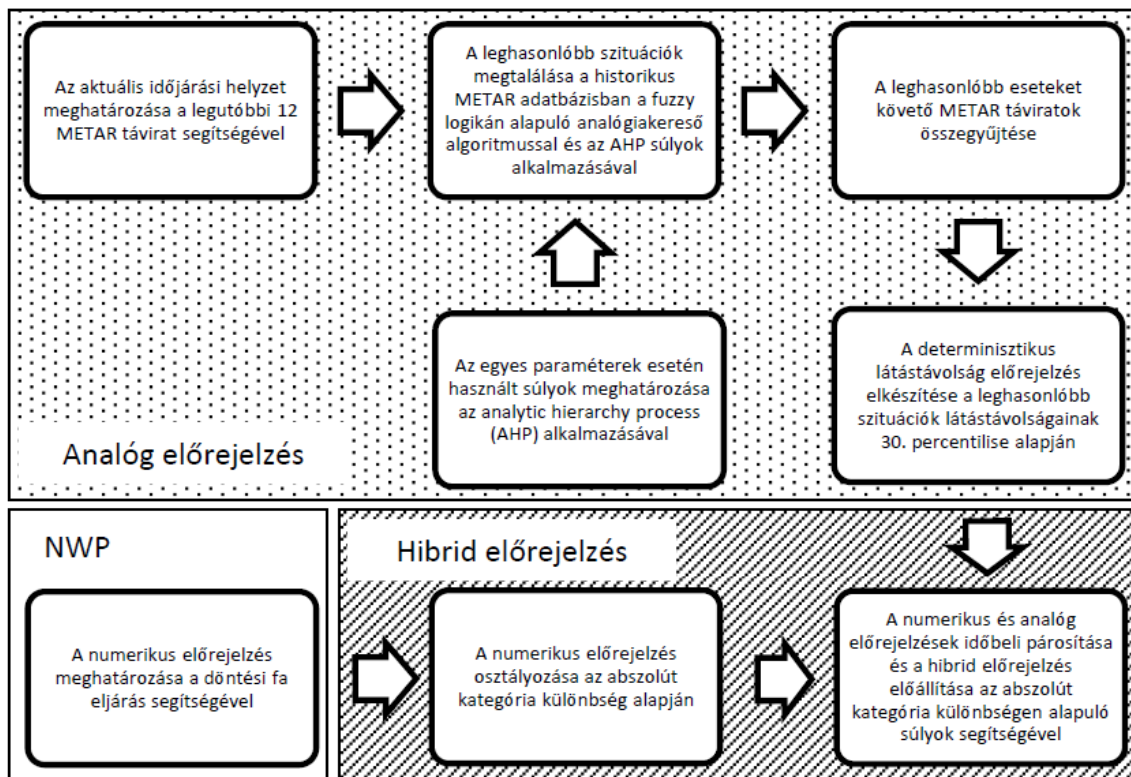 Az aktuális időjárási helyzet
meghatározása a legutóbbi 12
METAR távirat segítségével
A leghasonlóbb szituációk
megtalálása a historikus
METAR adatbázisban a fuzzy
logikán alapuló analógiakereső
algoritmussal és az AHP súlyok
alkalmazásával
A leghasonlóbb eseteket
követő METAR táviratok
összegyűjtése
Az egyes paraméterek esetén
használt súlyok meghatározása
az analytic hierarchy process
(AHP) alkalmazásával
A determinisztikus
látástávolság előrejelzés
elkészítése a leghasonlóbb
szituációk látástávolságainak
30. percentilise alapján
Analóg előrejelzés
NWP
A numerikus előrejelzés
meghatározása a döntési fa
eljárás segítségével
Hibrid előrejelzés
A numerikus előrejelzés
osztályozása az abszolút
kategória különbség alapján
A numerikus és analóg
előrejelzések időbeli párosítása
és a hibrid előrejelzés
előállítása az abszolút
kategória különbségen alapuló
súlyok segítségével